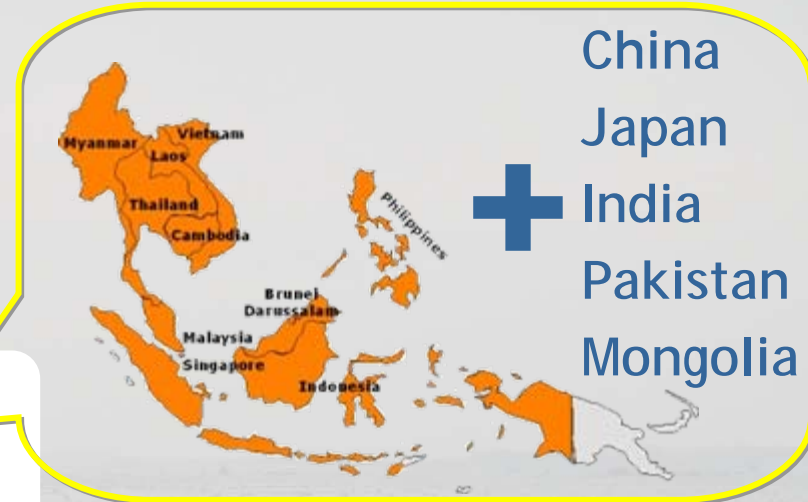 Myanmar
Vietnam
Laos
Thailand
Cambodia
Philippines
Brunei
Darussalam
Malaysia
Singapore
Indonesia
China
Japan
India
Pakistan
Mongolia